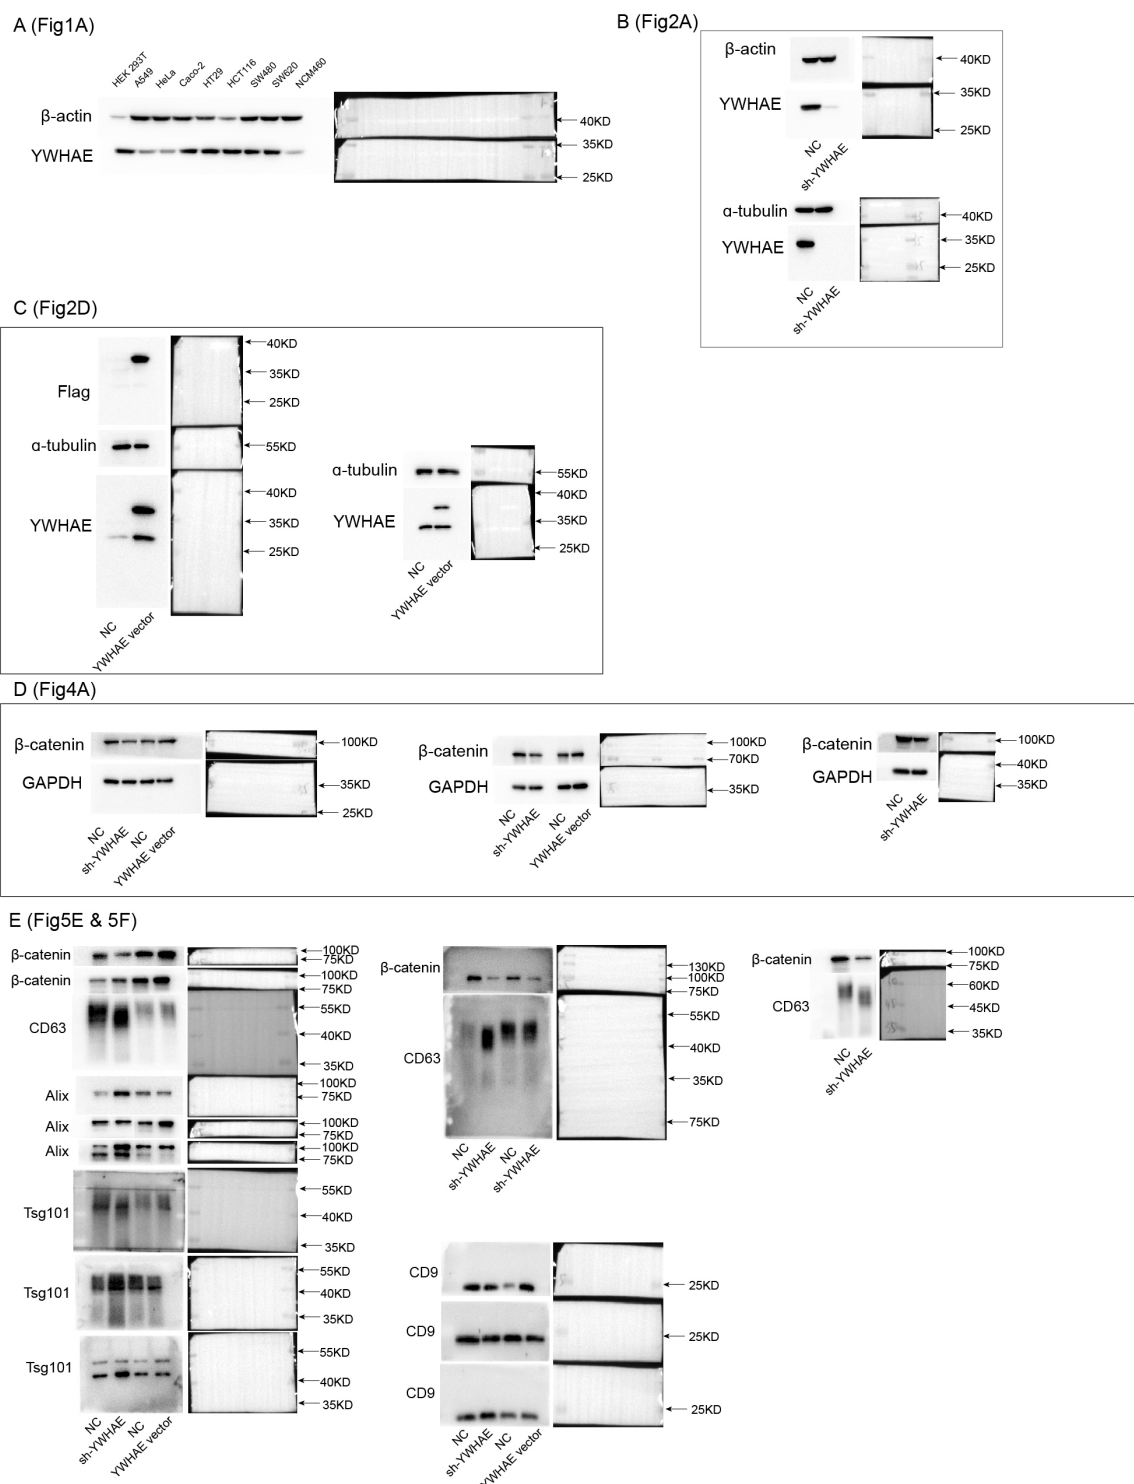 A (Fig1A)
HEK 293T
A549
HeLa
Caco-2
HT29
HCT116
SW480
SW620
NCM460
β-actin
40KD
YWHAE
35KD
25KD
B (Fig2A)
β-actin
40KD
YWHAE
35KD
25KD
NC
sh-YWHAE
α-tubulin
40KD
YWHAE
35KD
25KD
NC
sh-YWHAE
C (Fig2D)
40KD
35KD
Flag
25KD
α-tubulin
55KD
40KD
YWHAE
35KD
25KD
NC
YWHAE vector
α-tubulin
55KD
40KD
YWHAE
35KD
25KD
NC
YWHAE vector
D (Fig4A)
β-catenin
100KD
GAPDH
35KD
25KD
NC
sh-YWHAE
NC
YWHAE vector
β-catenin
100KD
70KD
GAPDH
35KD
NC
sh-YWHAE
NC
YWHAE vector
β-catenin
100KD
40KD
GAPDH
35KD
NC
sh-YWHAE
E (Fig5E & 5F)
β-catenin
100KD
75KD
β-catenin
100KD
75KD
55KD
CD63
40KD
35KD
100KD
Alix
75KD
Alix
100KD
75KD
Alix
100KD
75KD
55KD
Tsg101
40KD
35KD
55KD
Tsg101
40KD
35KD
55KD
Tsg101
40KD
35KD
NC
sh-YWHAE
NC
YWHAE vector
β-catenin
130KD
100KD
75KD
55KD
CD63
40KD
35KD
75KD
NC
sh-YWHAE
NC
sh-YWHAE
β-catenin
100KD
75KD
60KD
CD63
45KD
35KD
NC
sh-YWHAE
CD9
25KD
CD9
25KD
CD9
25KD
NC
sh-YWHAE
NC
YWHAE vector